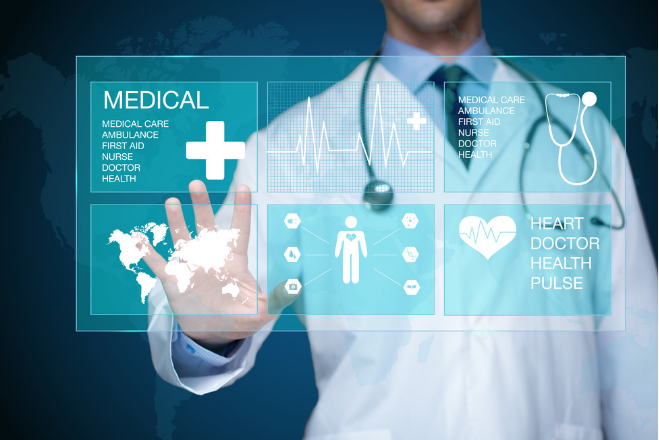 MEDICAL
MEDICAL CARE
AMBULANCE
FIRST AID
NURSE
DOCTOR
HEALTH
MEDICAL CARE
AMBULANCE
FIRST AID
NURSE
DOCTOR
HEALTH
HEART
DOCTOR
HEALTH
PULSE